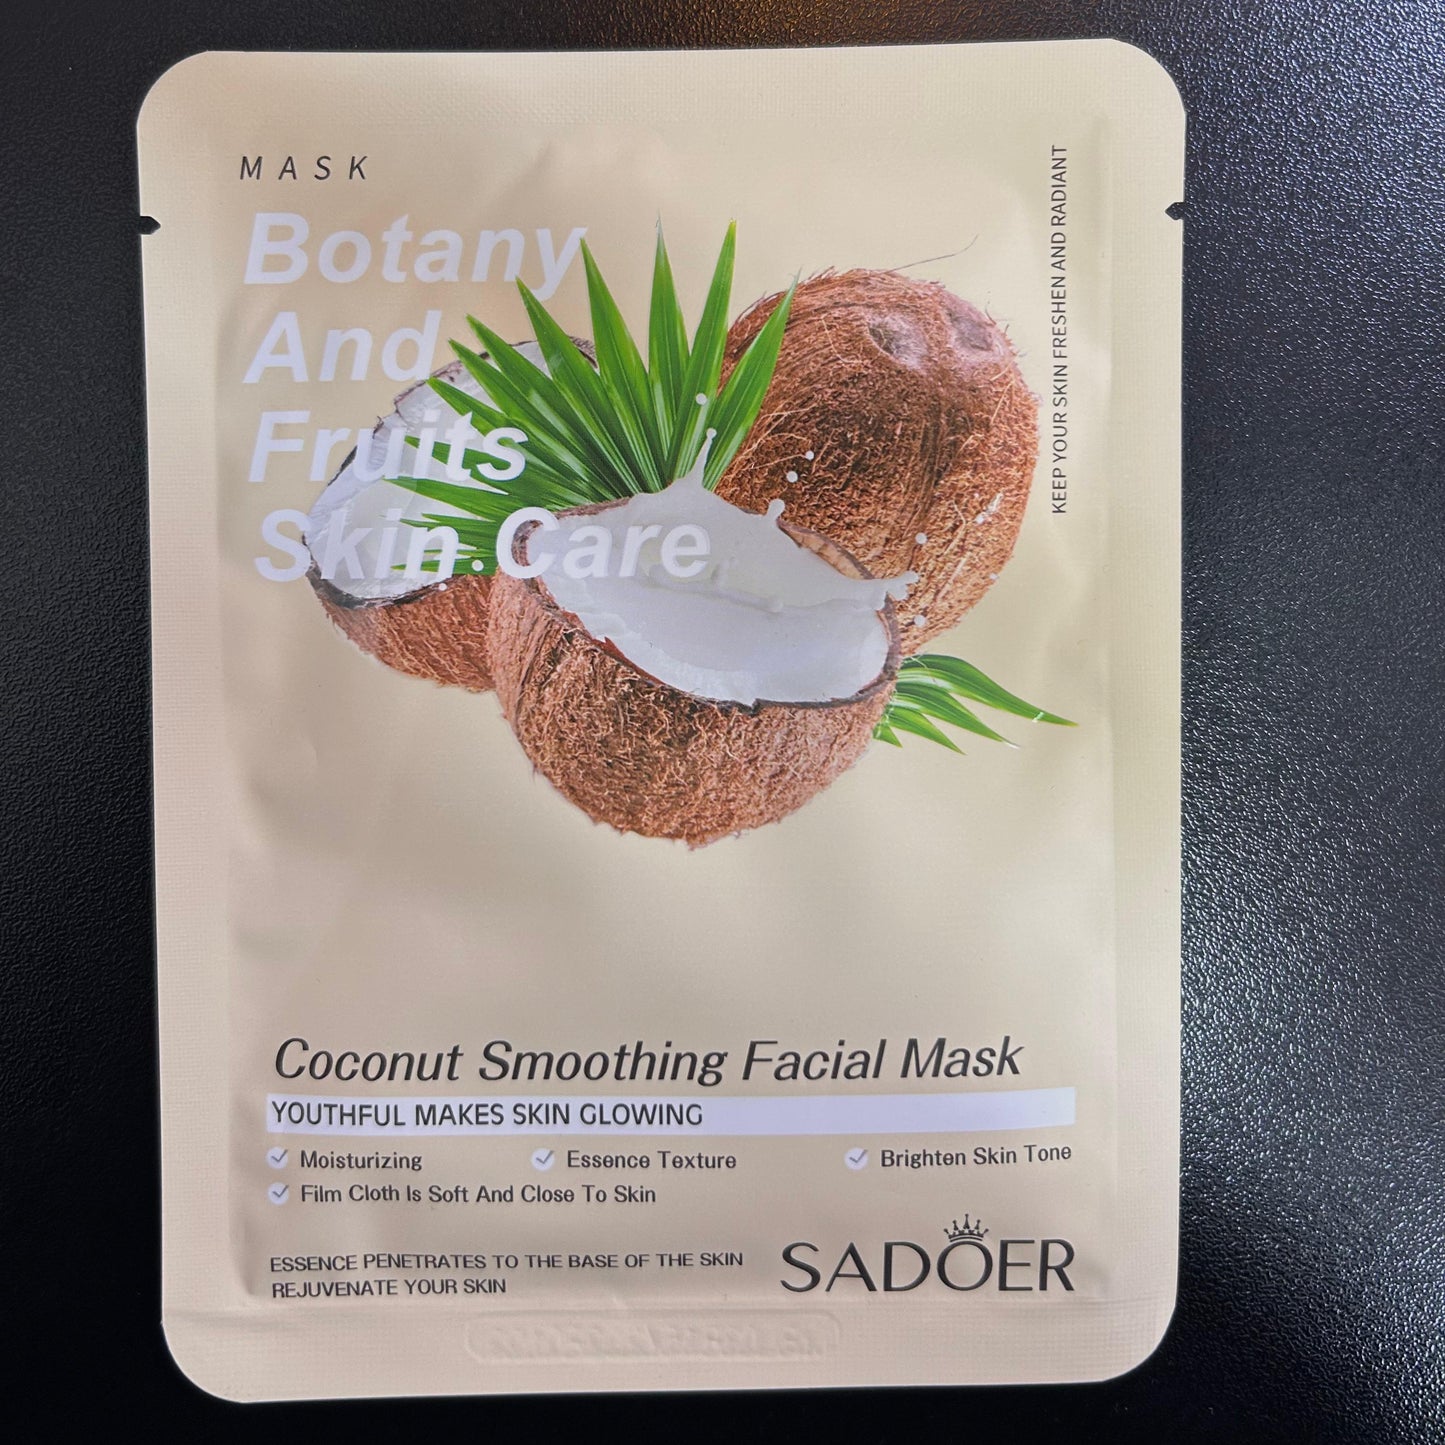 MASK
Botany
And
Fruits
Skin Care
KEEP YOUR SKIN FRESHEN AND RADIANT
Coconut Smoothing Facial Mask
YOUTHFUL MAKES SKIN GLOWING
Moisturizing Essence Texture Brighten Skin Tone
Film Cloth Is Soft And Close To Skin
ESSENCE PENETRATES TO THE BASE OF THE SKIN
REJUVENATE YOUR SKIN
SADOER